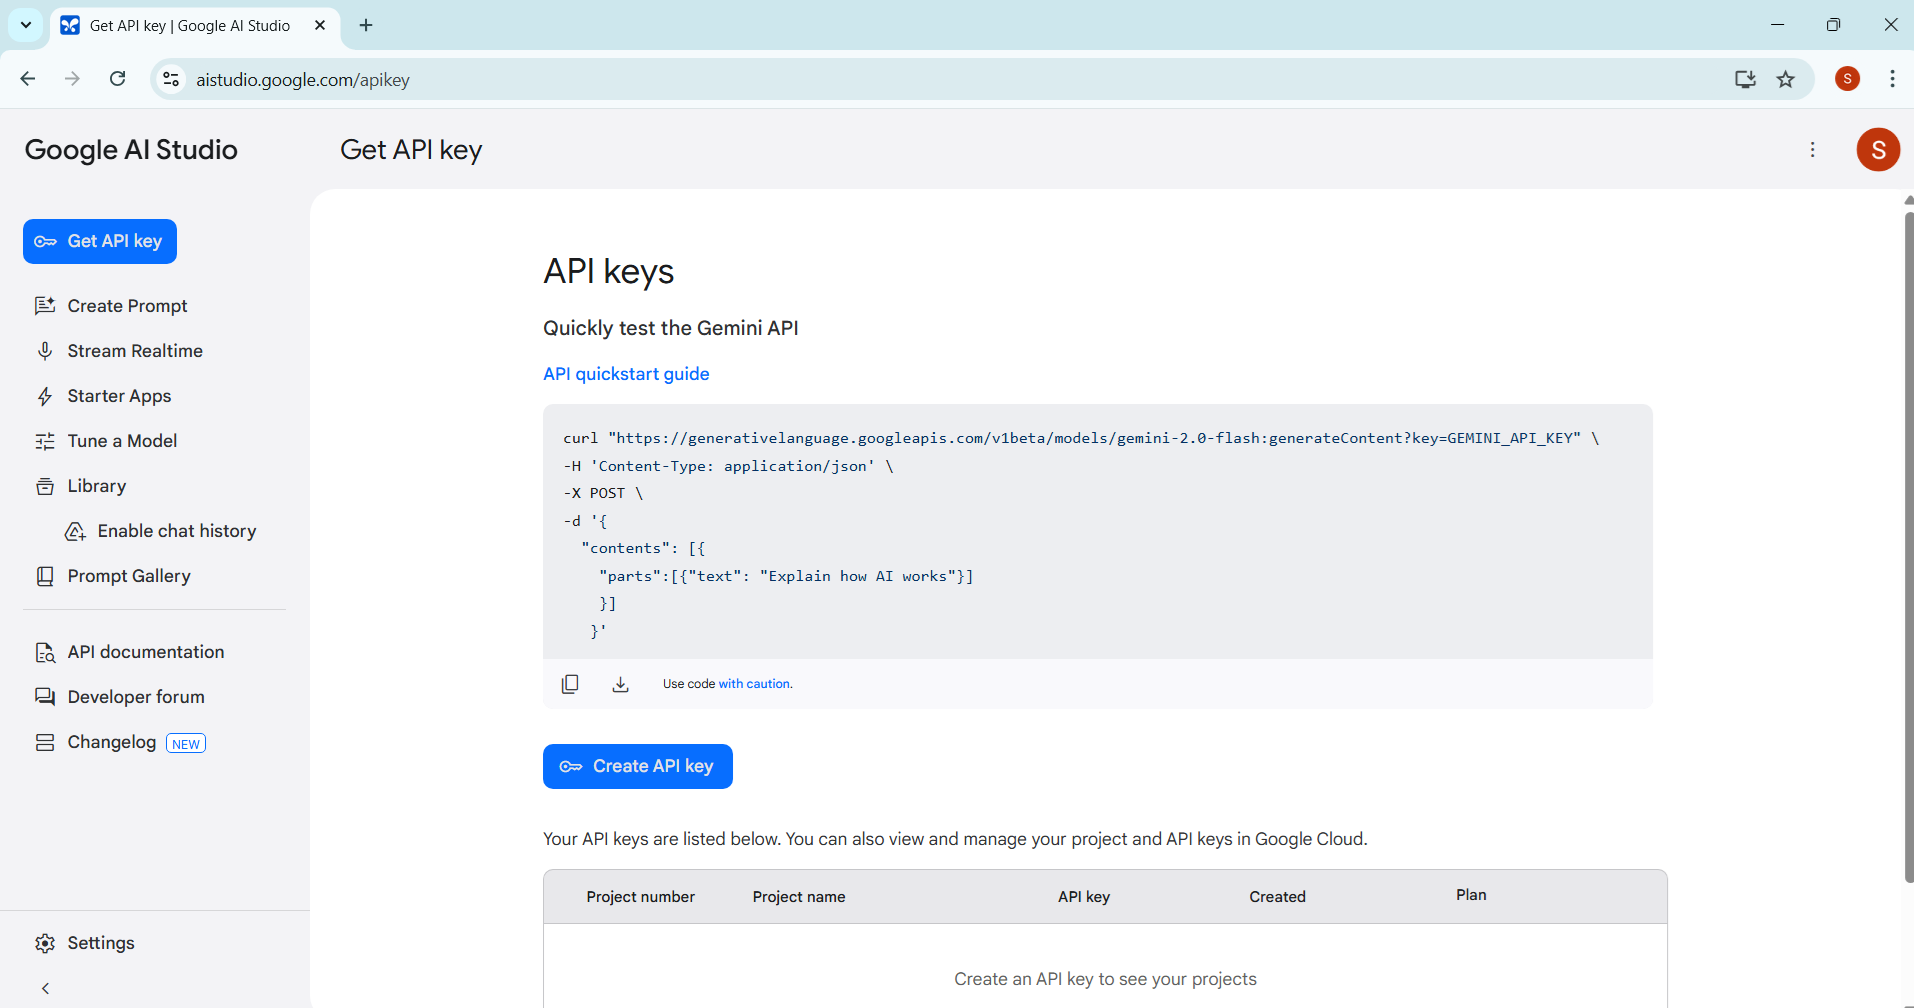 Get API key | Google AI Studio
aistudio.google.com/apikey
S
Google AI Studio
Get API key
S
Get API key
Create Prompt
Stream Realtime
Starter Apps
Tune a Model
Library
Enable chat history
Prompt Gallery
API documentation
Developer forum
Changelog NEW
Settings
API keys
Quickly test the Gemini API
API quickstart guide
curl "https://generativelanguage.googleapis.com/v1beta/models/gemini-2.0-flash:generateContent?key=GEMINI_API_KEY" \
-H 'Content-Type: application/json' \
-X POST \
-d '{
"contents": [{
"parts":[{"text": "Explain how AI works"}]
}]
}'
Use code with caution.
Create API key
Your API keys are listed below. You can also view and manage your project and API keys in Google Cloud.
Project number Project name API key Created Plan
Create an API key to see your projects